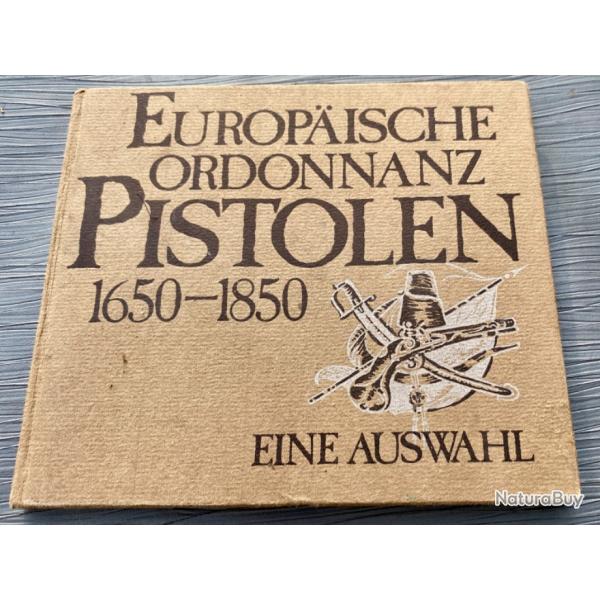 EUROPÄISCHE
ORDONNANZ
PISTOLEN
1650–1850
EINE AUSWAHL
NaturaBuy